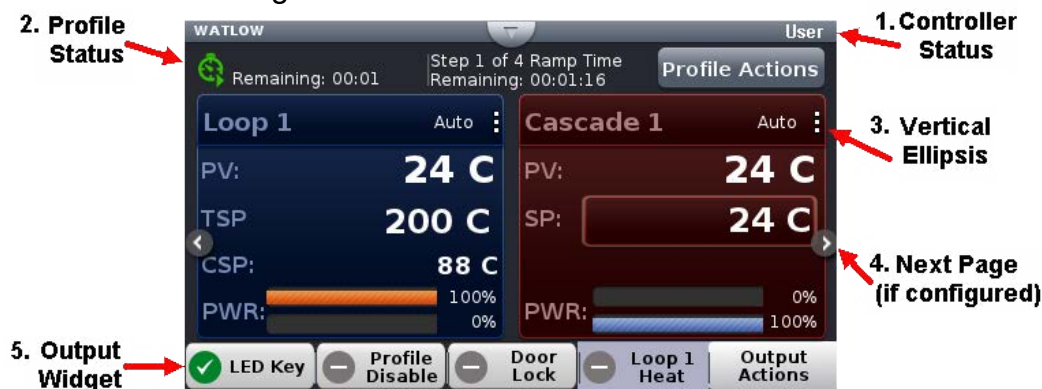 2. Profile
Status
WATLOW
User
1. Controller
Status
Remaining: 00:01
Step 1 of 4 Ramp Time
Remaining: 00:01:16
Profile Actions
Loop 1
Auto
Cascade 1
Auto
3. Vertical
Ellipsis
PV:
24 C
PV:
24 C
TSP
200 C
SP:
24 C
CSP:
88 C
4. Next Page
(if configured)
PWR:
100%
0%
PWR:
0%
100%
5. Output
Widget
LED Key
Profile
Disable
Door
Lock
Loop 1
Heat
Output
Actions